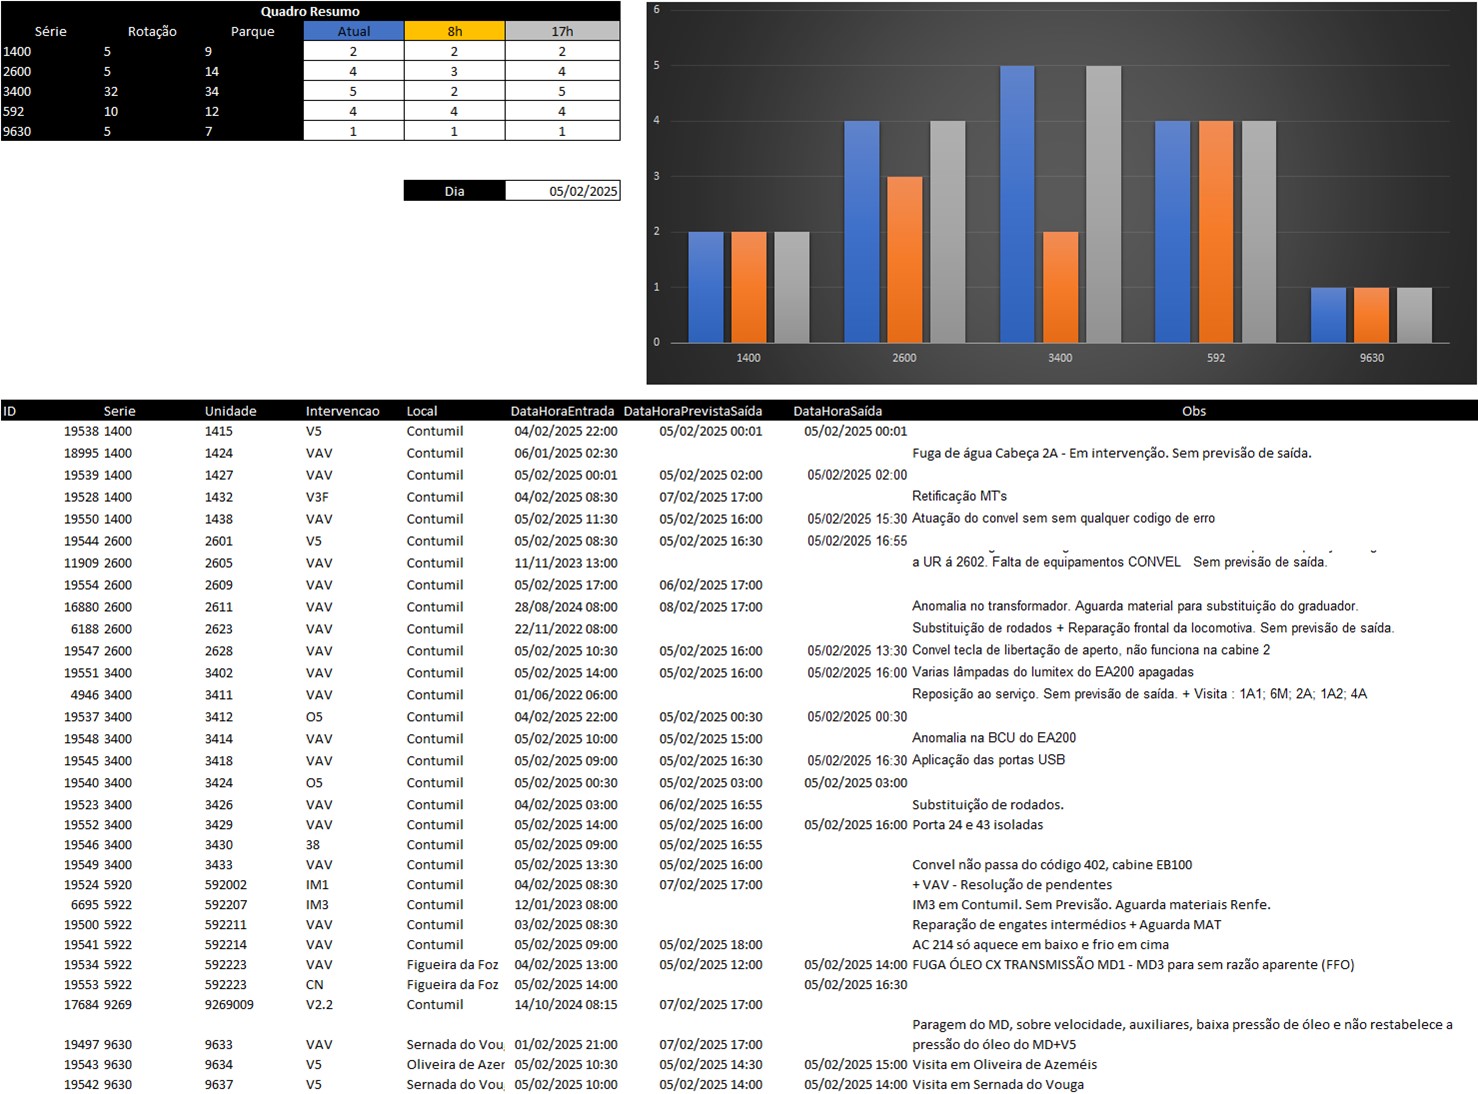 Quadro Resumo
Série Rotação Parque Atual 8h 17h
1400 5 9 2 2 2
2600 5 14 4 3 4
3400 32 34 5 2 5
592 10 12 4 4 4
9630 5 7 1 1 1
Dia 05/02/2025
6
5
4
3
2
1
0
1400 2600 3400 592 9630
ID Serie Unidade Intervencao Local DataHoraEntrada DataHoraPrevistaSaída DataHoraSaída Obs
19538 1400 1415 V5 Contumil 04/02/2025 22:00 05/02/2025 00:01 05/02/2025 00:01
18995 1400 1424 VAV Contumil 06/01/2025 02:30 Fuga de água Cabeça 2A - Em intervenção. Sem previsão de saída.
19539 1400 1427 VAV Contumil 05/02/2025 00:01 05/02/2025 02:00 05/02/2025 02:00
19528 1400 1432 V3F Contumil 04/02/2025 08:30 07/02/2025 17:00 Retificação MT's
19550 1400 1438 VAV Contumil 05/02/2025 11:30 05/02/2025 16:00 05/02/2025 15:30 Atuação do convel sem sem qualquer codigo de erro
19544 2600 2601 V5 Contumil 05/02/2025 08:30 05/02/2025 16:30 05/02/2025 16:55
11909 2600 2605 VAV Contumil 11/11/2023 13:00 a UR á 2602. Falta de equipamentos CONVEL Sem previsão de saída.
19554 2600 2609 VAV Contumil 05/02/2025 17:00 06/02/2025 17:00
16880 2600 2611 VAV Contumil 28/08/2024 08:00 08/02/2025 17:00 Anomalia no transformador. Aguarda material para substituição do graduador.
6188 2600 2623 VAV Contumil 22/11/2022 08:00 Substituição de rodados + Reparação frontal da locomotiva. Sem previsão de saída.
19547 2600 2628 VAV Contumil 05/02/2025 10:30 05/02/2025 16:00 05/02/2025 13:30 Convel tecla de libertação de aperto, não funciona na cabine 2
19551 3400 3402 VAV Contumil 05/02/2025 14:00 05/02/2025 16:00 05/02/2025 16:00 Varias lâmpadas do lumitex do EA200 apagadas
4946 3400 3411 VAV Contumil 01/06/2022 06:00 Reposição ao serviço. Sem previsão de saída. + Visita : 1A1; 6M; 2A; 1A2; 4A
19537 3400 3412 O5 Contumil 04/02/2025 22:00 05/02/2025 00:30 05/02/2025 00:30
19548 3400 3414 VAV Contumil 05/02/2025 10:00 05/02/2025 15:00 Anomalia na BCU do EA200
19545 3400 3418 VAV Contumil 05/02/2025 09:00 05/02/2025 16:30 05/02/2025 16:30 Aplicação das portas USB
19540 3400 3424 O5 Contumil 05/02/2025 00:30 05/02/2025 03:00 05/02/2025 03:00
19523 3400 3426 VAV Contumil 04/02/2025 03:00 06/02/2025 16:55 Substituição de rodados.
19552 3400 3429 VAV Contumil 05/02/2025 14:00 05/02/2025 16:00 05/02/2025 16:00 Porta 24 e 43 isoladas
19546 3400 3430 38 Contumil 05/02/2025 09:00 05/02/2025 16:55
19549 3400 3433 VAV Contumil 05/02/2025 13:30 05/02/2025 16:00 Convel não passa do código 402, cabine EB100
19524 5920 592002 IM1 Contumil 04/02/2025 08:30 07/02/2025 17:00 + VAV - Resolução de pendentes
6695 5922 592207 IM3 Contumil 12/01/2023 08:00 IM3 em Contumil. Sem Previsão. Aguarda materiais Renfe.
19500 5922 592211 VAV Contumil 03/02/2025 08:30 Reparação de engates intermédios + Aguarda MAT
19541 5922 592214 VAV Contumil 05/02/2025 09:00 05/02/2025 18:00 AC 214 só aquece em baixo e frio em cima
19534 5922 592223 VAV Figueira da Foz 04/02/2025 13:00 05/02/2025 12:00 05/02/2025 14:00 FUGA ÓLEO CX TRANSMISSÃO MD1 - MD3 para sem razão aparente (FFO)
19553 5922 592223 CN Figueira da Foz 05/02/2025 14:00 05/02/2025 16:30
17684 9269 9269009 V2.2 Contumil 14/10/2024 08:15 07/02/2025 17:00
Paragem do MD, sobre velocidade, auxiliares, baixa pressão de óleo e não restabelece a
19497 9630 9633 VAV Sernada do Vou 01/02/2025 21:00 07/02/2025 17:00 pressão do óleo do MD+V5
19543 9630 9634 V5 Oliveira de Azer 05/02/2025 10:30 05/02/2025 14:30 05/02/2025 15:00 Visita em Oliveira de Azeméis
19542 9630 9637 V5 Sernada do Vou 05/02/2025 10:00 05/02/2025 14:00 05/02/2025 14:00 Visita em Sernada do Vouga